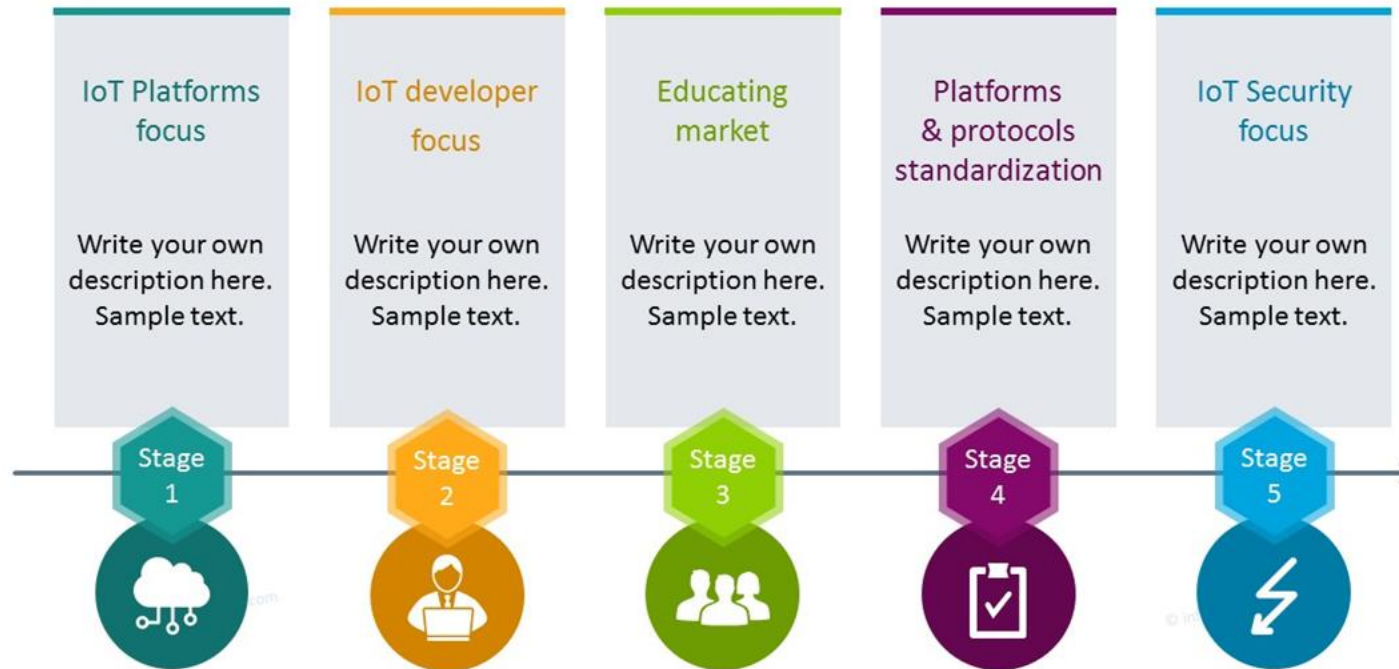 IoT Platforms
focus
Write your own
description here.
Sample text.
Stage
1
IoT developer
focus
Write your own
description here.
Sample text.
Stage
2
Educating
market
Write your own
description here.
Sample text.
Stage
3
Platforms
& protocols
standardization
Write your own
description here.
Sample text.
Stage
4
IoT Security
focus
Write your own
description here.
Sample text.
Stage
5
com
©